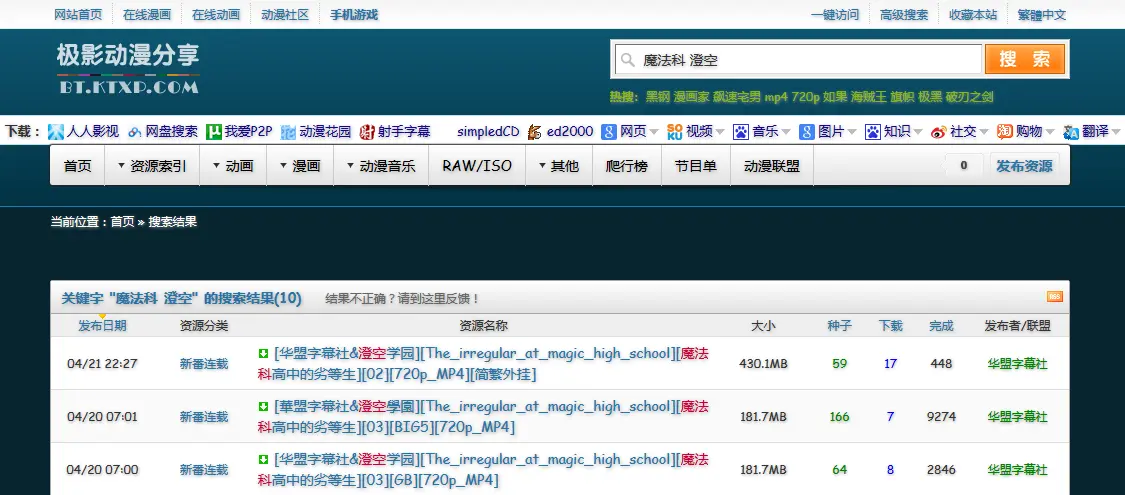 网站首页 在线漫画 在线动画 动漫社区 手机游戏 一键访问 高级搜索 收藏本站 繁體中文
极影动漫分享
BT.KTXP.COM
魔法科 澄空 搜 索
热搜: 黑钢 漫画家 飙速宅男 mp4 720p 如果 海贼王 旗帜 极黑 破刃之剑
下载： 人人影视 网盘搜索 我爱P2P 动漫花园 射手字幕 simpledCD ed2000 网页 视频 音乐 图片 知识 社交 购物 翻译
首页 资源索引 动画 漫画 动漫音乐 RAW/ISO 其他 爬行榜 节目单 动漫联盟 0 发布资源
当前位置：首页 » 搜索结果
关键字 "魔法科 澄空" 的搜索结果(10) 结果不正确？请到这里反馈！ RSS
发布日期 资源分类 资源名称 大小 种子 下载 完成 发布者/联盟
04/21 22:27 新番连载 [华盟字幕社&澄空学园][The_irregular_at_magic_high_school][魔法
科高中的劣等生][02][720p_MP4][简繁外挂] 430.1MB 59 17 448 华盟字幕社
04/20 07:01 新番连载 [華盟字幕社&澄空學園][The_irregular_at_magic_high_school][魔法
科高中的劣等生][03][BIG5][720p_MP4] 181.7MB 166 7 9274 华盟字幕社
04/20 07:00 新番连载 [华盟字幕社&澄空学园][The_irregular_at_magic_high_school][魔法
科高中的劣等生][03][GB][720p_MP4] 181.7MB 64 8 2846 华盟字幕社